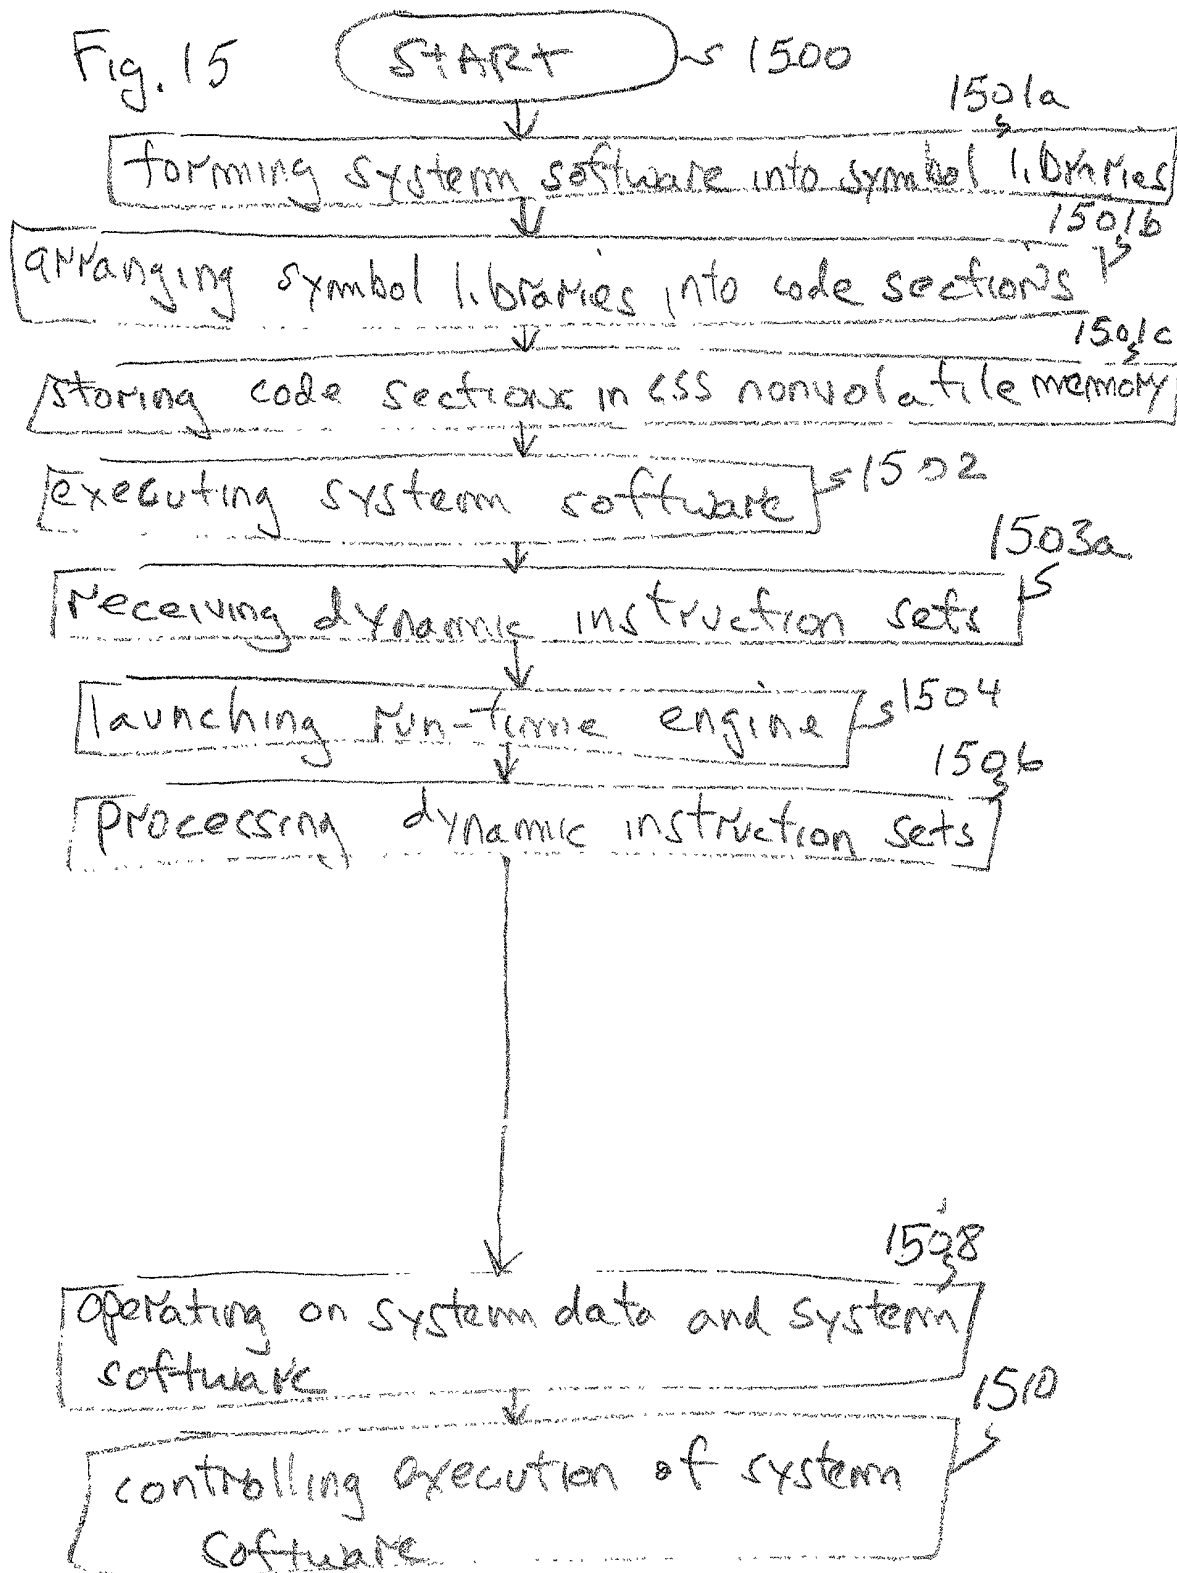 Fig. 15
START 1500
1501a
forming system software into symbol libraries
1501b
arranging symbol libraries into code sections
1501c
storing code sections in CSS nonvolatile memory
executing system software 1502
1503a
receiving dynamic instruction sets
launching run-time engine 1504
1506
processing dynamic instruction sets
1508
operating on system data and system
software
1510
controlling execution of system
software